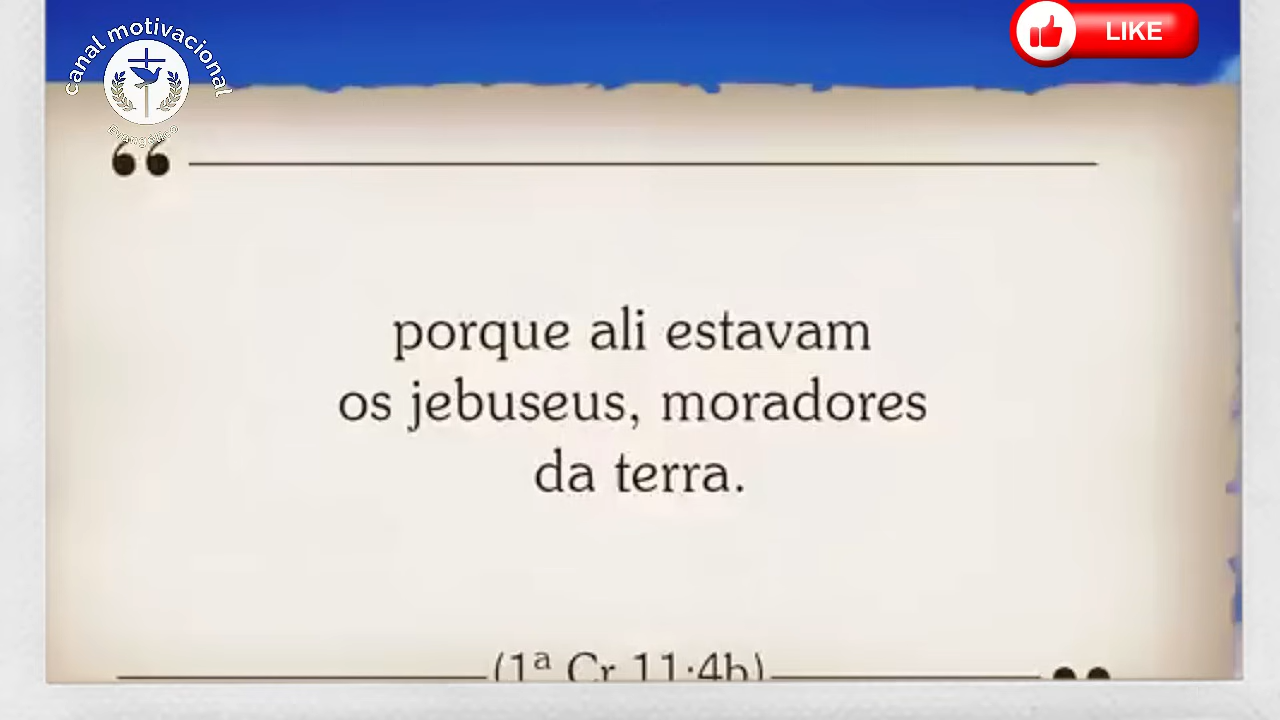 canal motivacional
LIKE
porque ali estavam
os jebuseus, moradores
da terra.
(1ª Cr 11:4b)